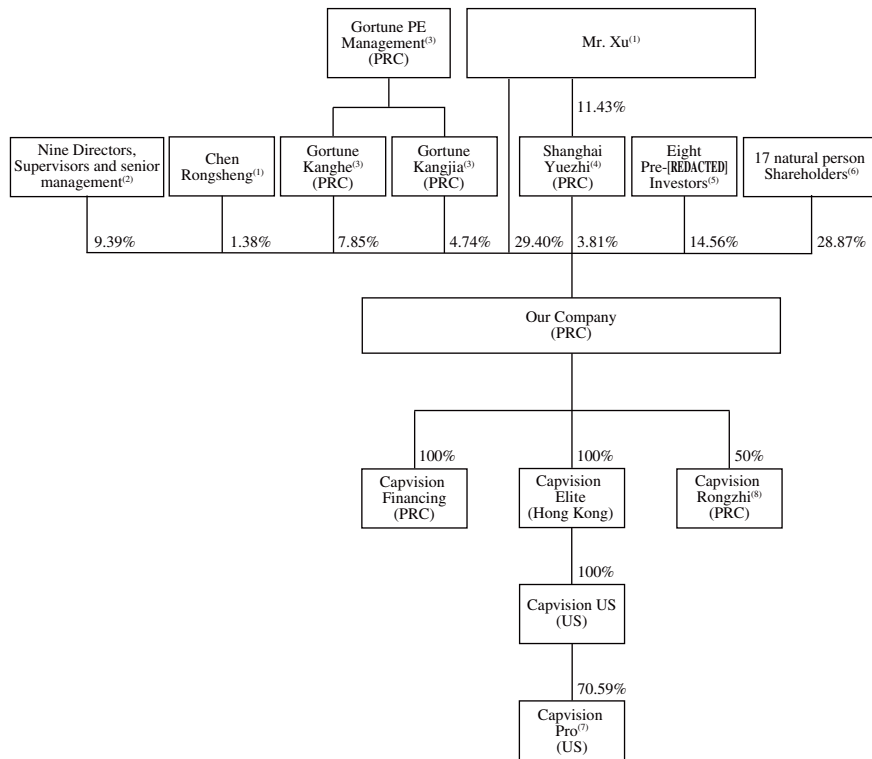 Gortune PE
Management(3)
(PRC)
Mr. Xu(1)
11.43%
Nine Directors,
Supervisors and senior
management(2)
Chen
Rongsheng(1)
Gortune
Kanghe(3)
(PRC)
Gortune
Kangjia(3)
(PRC)
Shanghai
Yuezhi(4)
(PRC)
Eight
Pre-[REDACTED]
Investors(5)
17 natural person
Shareholders(6)
9.39%
1.38%
7.85%
4.74%
29.40%
3.81%
14.56%
28.87%
Our Company
(PRC)
100%
100%
50%
Capvision
Financing
(PRC)
Capvision
Elite
(Hong Kong)
Capvision
Rongzhi(8)
(PRC)
100%
Capvision US
(US)
70.59%
Capvision
Pro(7)
(US)